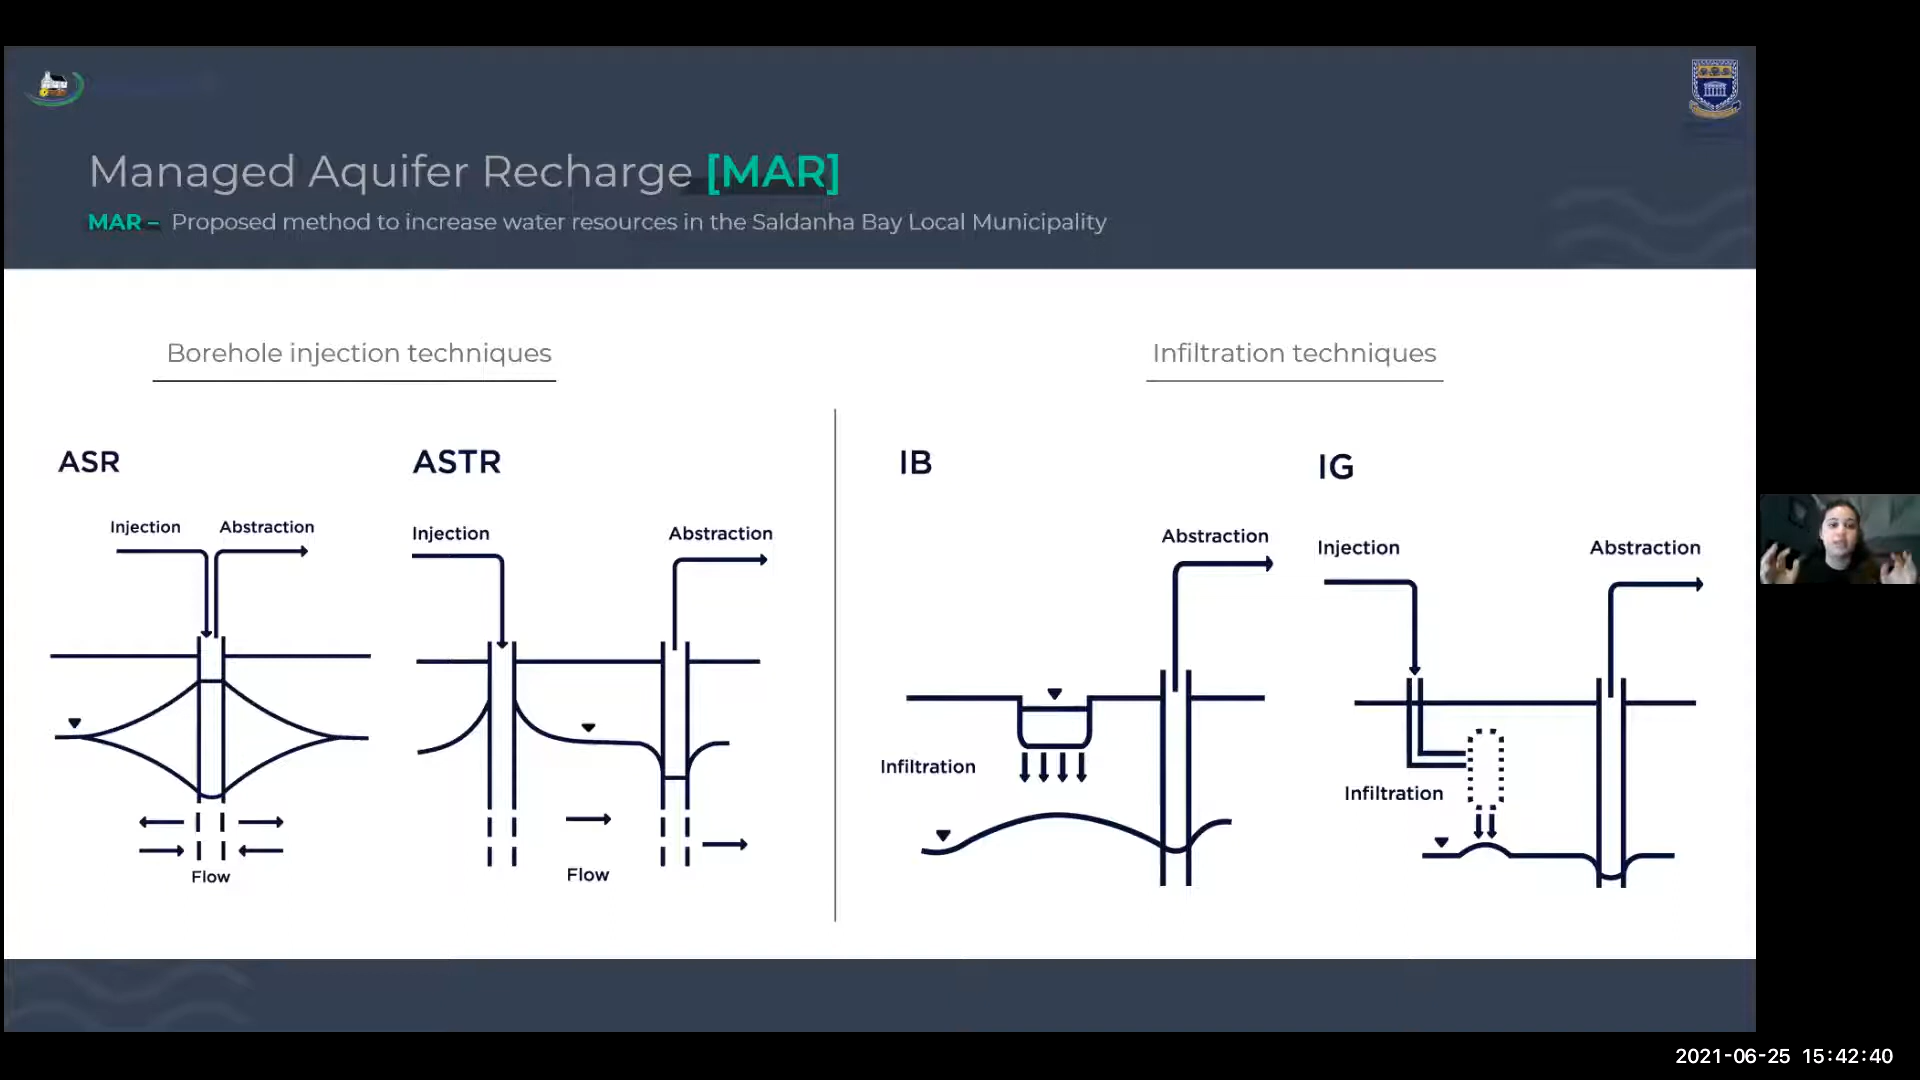 Managed Aquifer Recharge [MAR]
MAR – Proposed method to increase water resources in the Saldanha Bay Local Municipality
Borehole injection techniques
Infiltration techniques
ASR
ASTR
IB
IG
Injection
Abstraction
Flow
Injection
Abstraction
Flow
Abstraction
Infiltration
Injection
Abstraction
Infiltration
2021-06-25 15:42:40